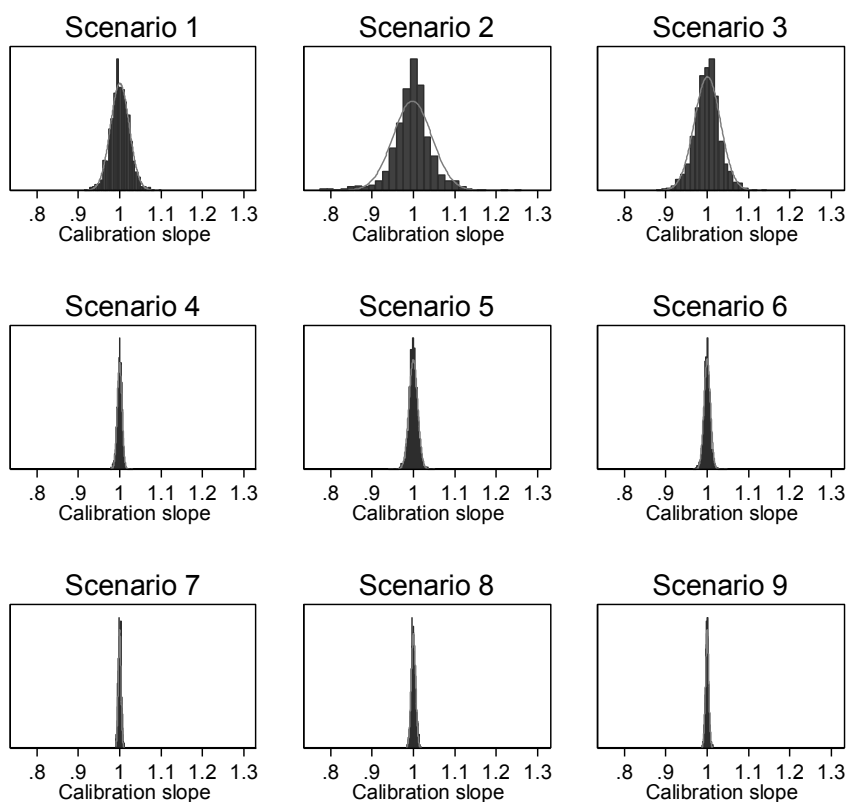 Scenario 1 Scenario 2 Scenario 3
.8 .9 1 1.1 1.2 1.3 .8 .9 1 1.1 1.2 1.3 .8 .9 1 1.1 1.2 1.3
Calibration slope Calibration slope Calibration slope
Scenario 4 Scenario 5 Scenario 6
.8 .9 1 1.1 1.2 1.3 .8 .9 1 1.1 1.2 1.3 .8 .9 1 1.1 1.2 1.3
Calibration slope Calibration slope Calibration slope
Scenario 7 Scenario 8 Scenario 9
.8 .9 1 1.1 1.2 1.3 .8 .9 1 1.1 1.2 1.3 .8 .9 1 1.1 1.2 1.3
Calibration slope Calibration slope Calibration slope